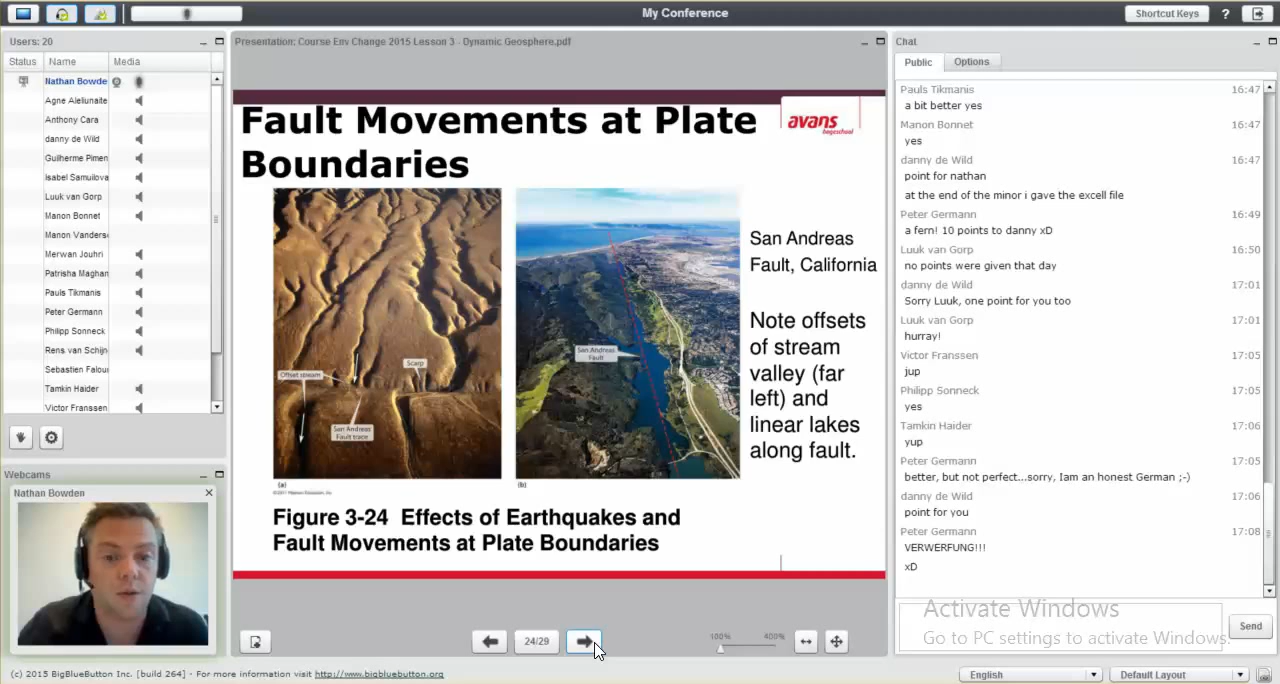 My Conference
Shortcut Keys
?
Users: 20
Status Name Media
Nathan Bowde
Agne Aleliunaite
Anthony Cara
danny de Wild
Guilherme Pimen
Isabel Samuilova
Luuk van Gorp
Manon Bonnet
Manon Vanders
Merwan Jouhri
Patrisha Maghan
Pauls Tikmanis
Peter Germann
Philipp Sonneck
Rens van Schijn
Sebastien Falou
Tamkin Haider
Victor Franssen
Webcams
Nathan Bowden
Presentation: Course Env Change 2015 Lesson 3 - Dynamic Geosphere.pdf
Fault Movements at Plate
Boundaries
avans
hogeschool
Offset stream
Scarp
San Andreas
Fault trace
San Andreas
Fault
(a)
(b)
©2011 Pearson Education, Inc.
San Andreas
Fault, California
Note offsets
of stream
valley (far
left) and
linear lakes
along fault.
Figure 3-24 Effects of Earthquakes and
Fault Movements at Plate Boundaries
24/29
100% 400%
Chat
Public Options
Pauls Tikmanis 16:47
a bit better yes
Manon Bonnet 16:47
yes
danny de Wild 16:47
point for nathan
at the end of the minor i gave the excell file
Peter Germann 16:49
a fern! 10 points to danny xD
Luuk van Gorp 16:50
no points were given that day
danny de Wild 17:01
Sorry Luuk, one point for you too
Luuk van Gorp 17:01
hurray!
Victor Franssen 17:05
jup
Philipp Sonneck 17:05
yes
Tamkin Haider 17:06
yup
Peter Germann 17:05
better, but not perfect...sorry, Iam an honest German ;-)
danny de Wild 17:06
point for you
Peter Germann 17:08
VERWERFUNG!!!
xD
Activate Windows
Go to PC settings to activate Windows.
Send
(c) 2015 BigBlueButton Inc. [build 264] - For more information visit http://www.bigbluebutton.org
English
Default Layout